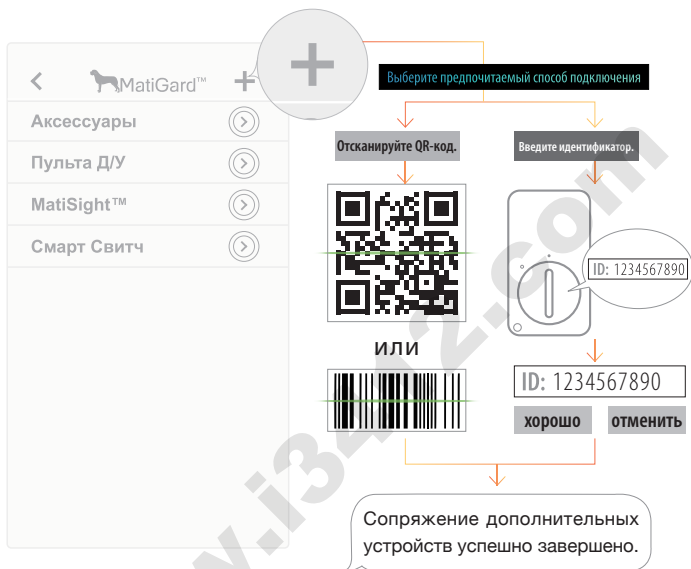 MatiGard™
Аксессуары
Пульта Д/У
MatiSight™
Смарт Свитч
Выберите предпочитаемый способ подключения
Отсканируйте QR-код.
Введите идентификатор.
ID: 1234567890
или
ID: 1234567890
хорошо
отменить
Сопряжение дополнительных
устройств успешно завершено.